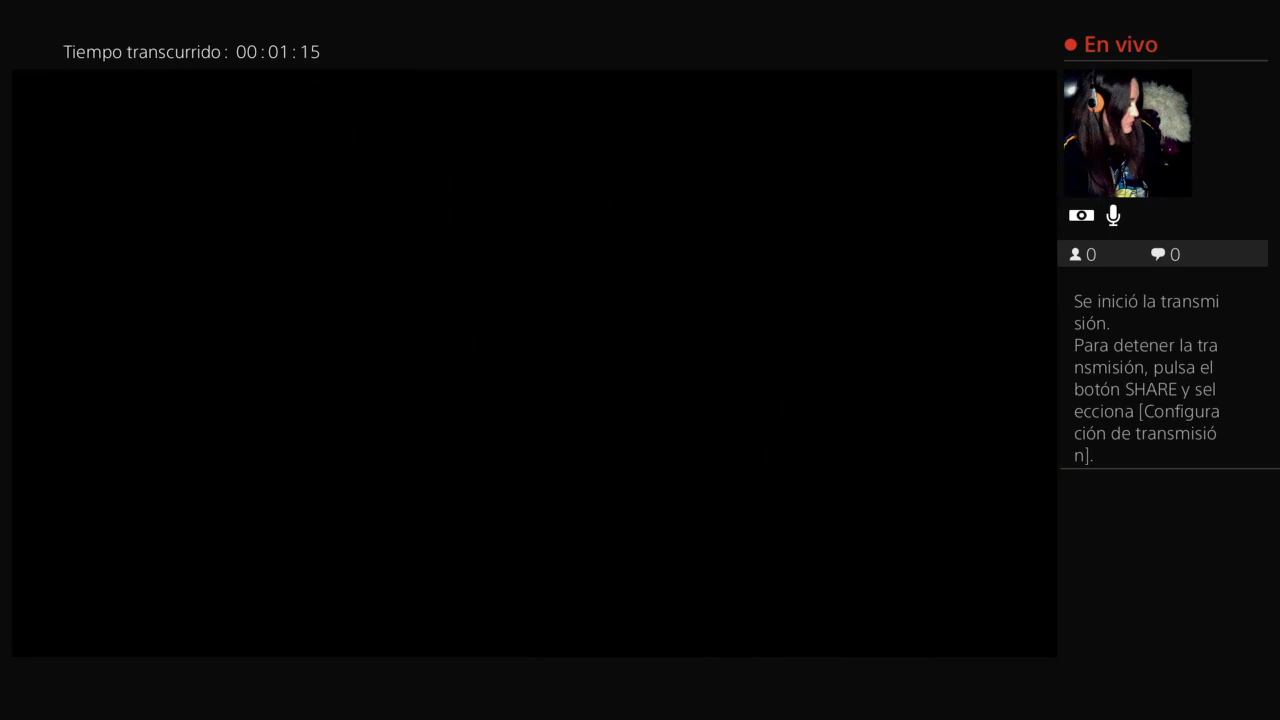 Tiempo transcurrido : 00 : 01 : 15
En vivo
0
0
Se inició la transmi
sión.
Para detener la tra
nsmisión, pulsa el
botón SHARE y sel
ecciona [Configura
ción de transmisió
n].